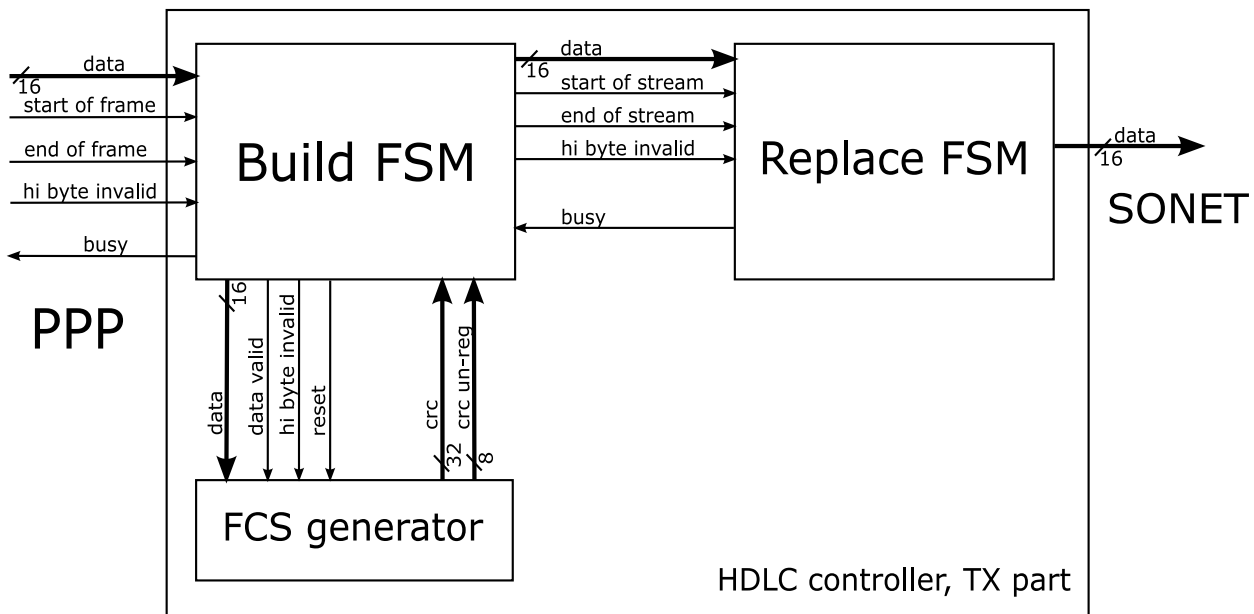 data
16
start of frame
end of frame
hi byte invalid
busy
PPP
Build FSM
data
16
start of stream
end of stream
hi byte invalid
busy
Replace FSM
data
16
SONET
16
data
data valid
hi byte invalid
reset
crc
32
crc un-reg
8
FCS generator
HDLC controller, TX part